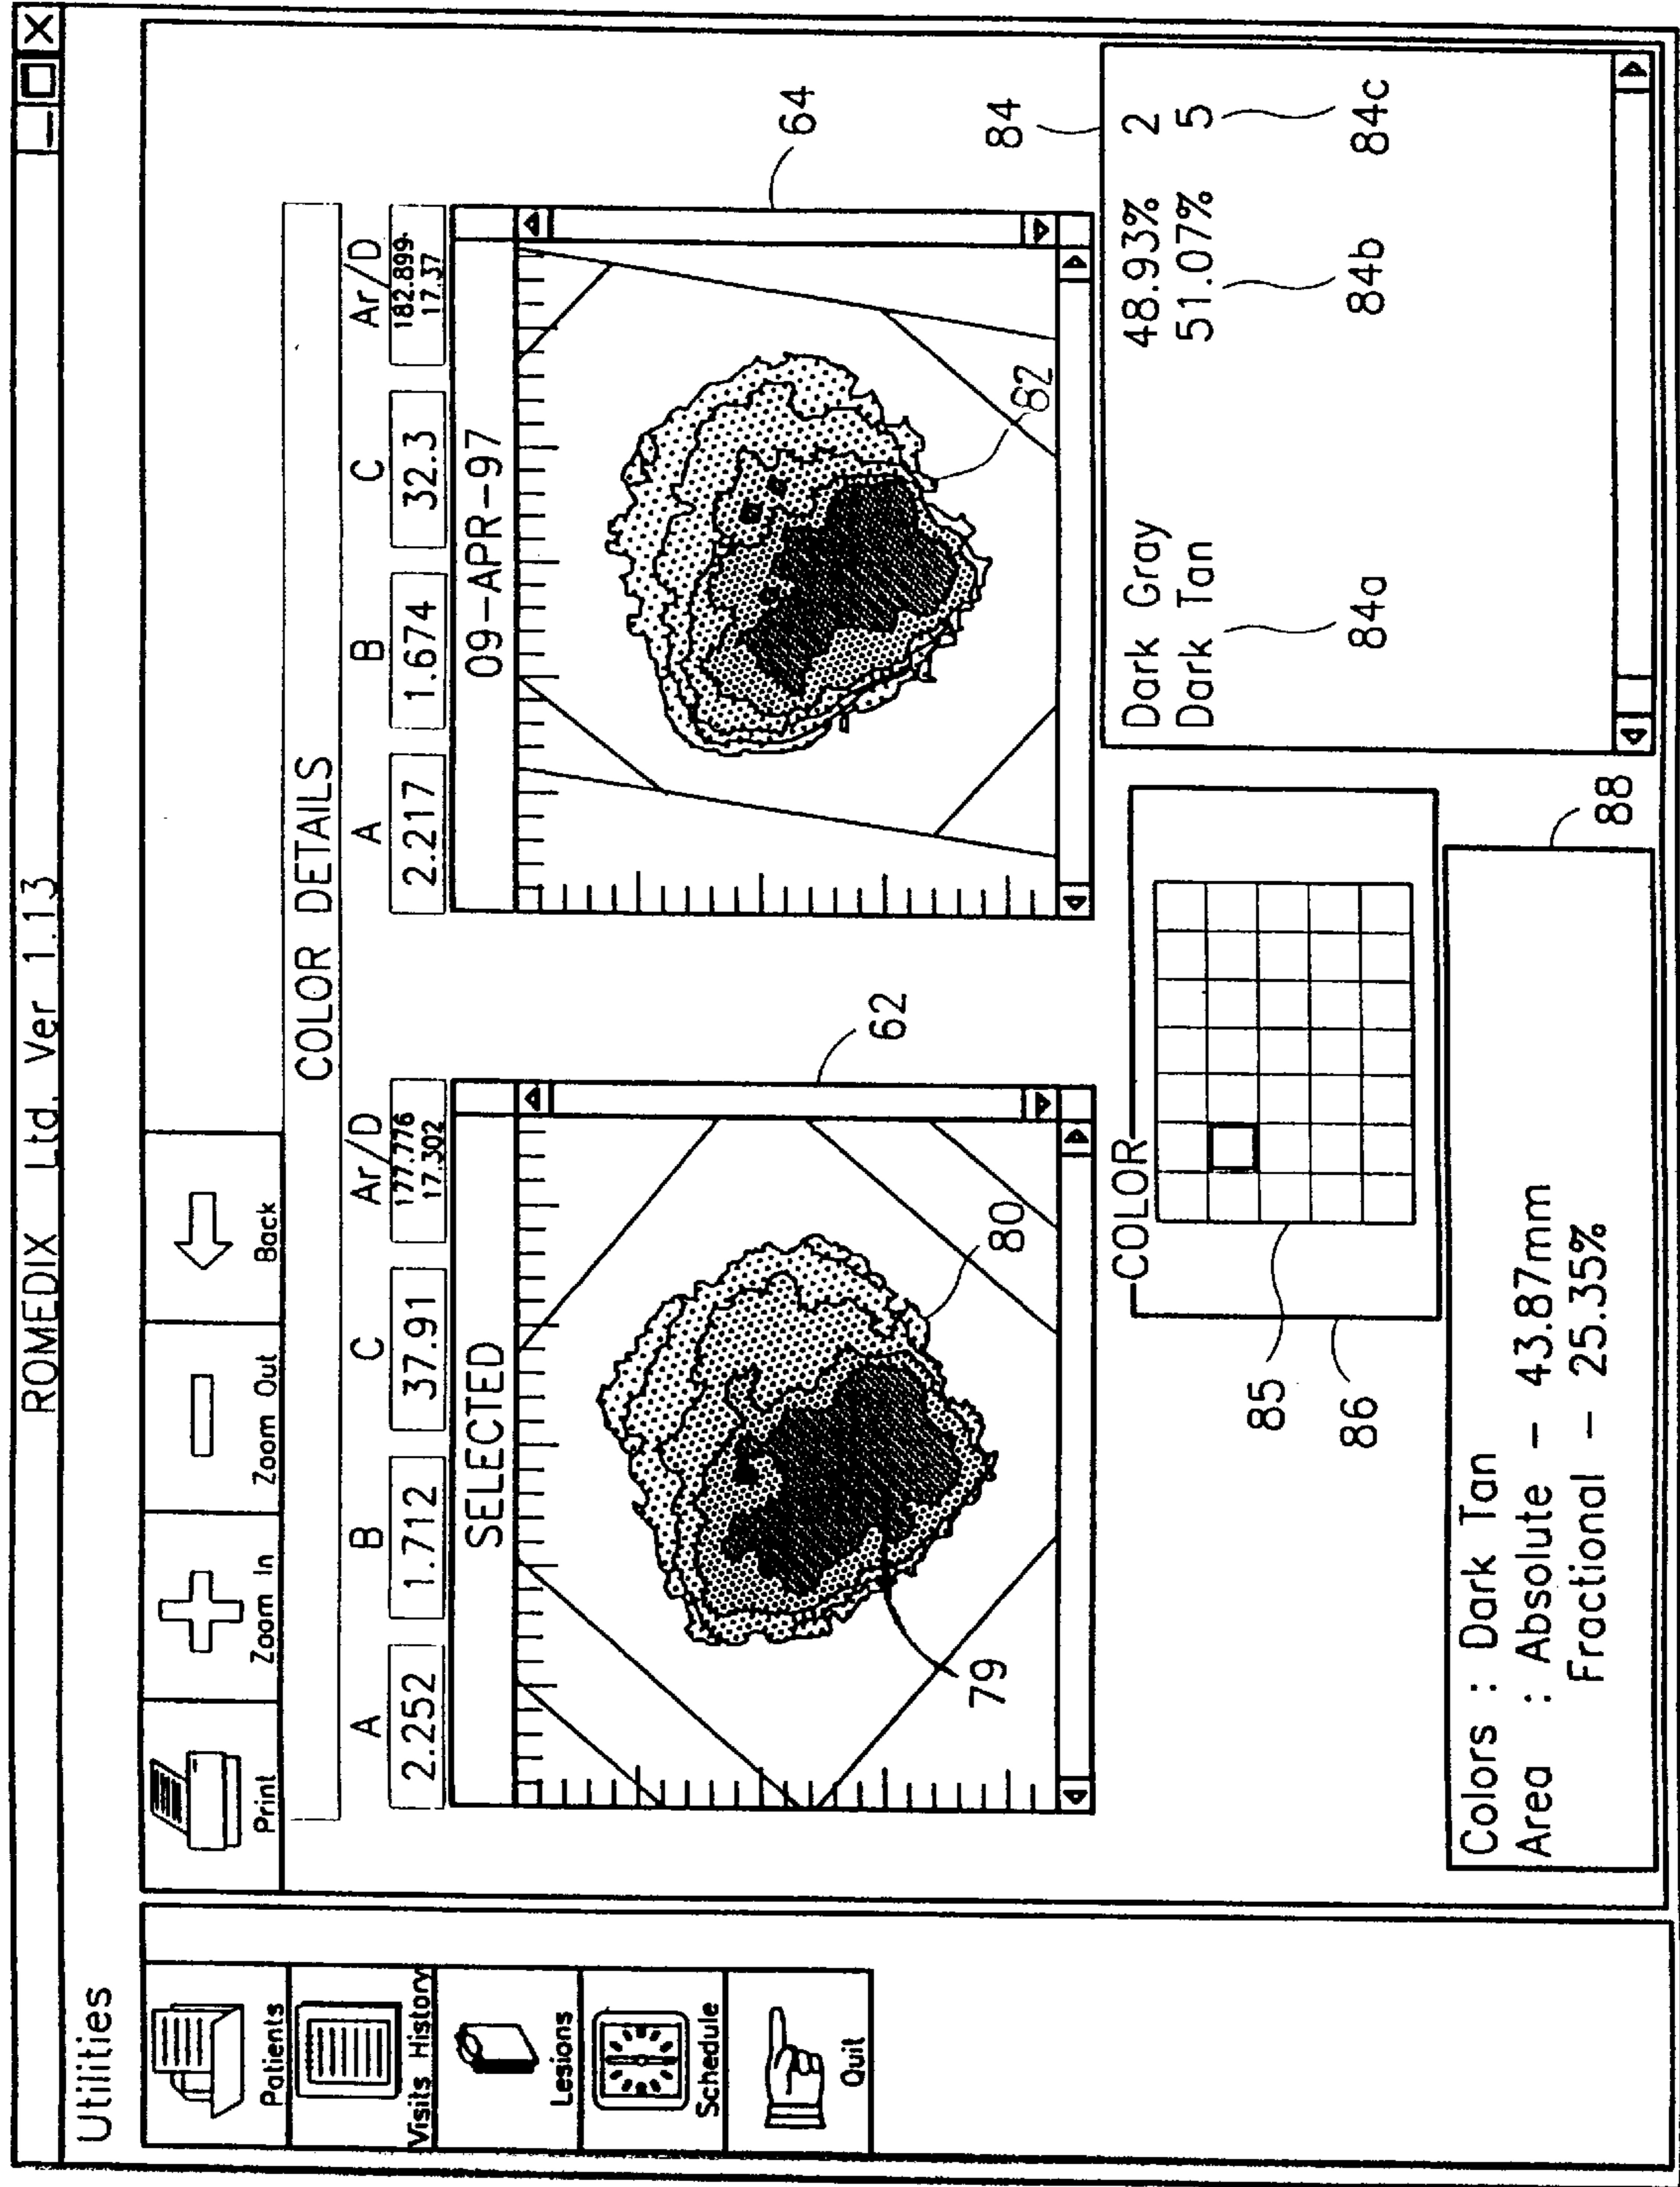 ROMEDIX Ltd. Ver 1.13
Utilities
Patients
Visits History
Lesions
Schedule
Quit
Print
Zoom In
Zoom Out
Back
COLOR DETAILS
A B C Ar/D
2.252 1.712 37.91 177.776
17.302
SELECTED
79
80
62
A B C Ar/D
2.217 1.674 32.3 182.899
17.37
09-APR-97
82
64
COLOR
85
86
84
Dark Gray 48.93% 2
Dark Tan 51.07% 5
84a 84b 84c
Colors : Dark Tan
Area : Absolute - 43.87mm
Fractional - 25.35%
88